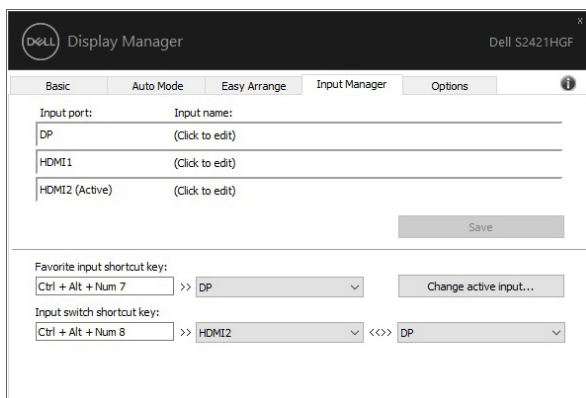 DELL Display Manager Dell S2421HGF
x
Basic Auto Mode Easy Arrange Input Manager Options i
Input port: Input name:
DP (Click to edit)
HDMI1 (Click to edit)
HDMI2 (Active) (Click to edit)
Save
Favorite input shortcut key:
Ctrl + Alt + Num 7 >> DP Change active input...
Input switch shortcut key:
Ctrl + Alt + Num 8 >> HDMI2 <<>> DP